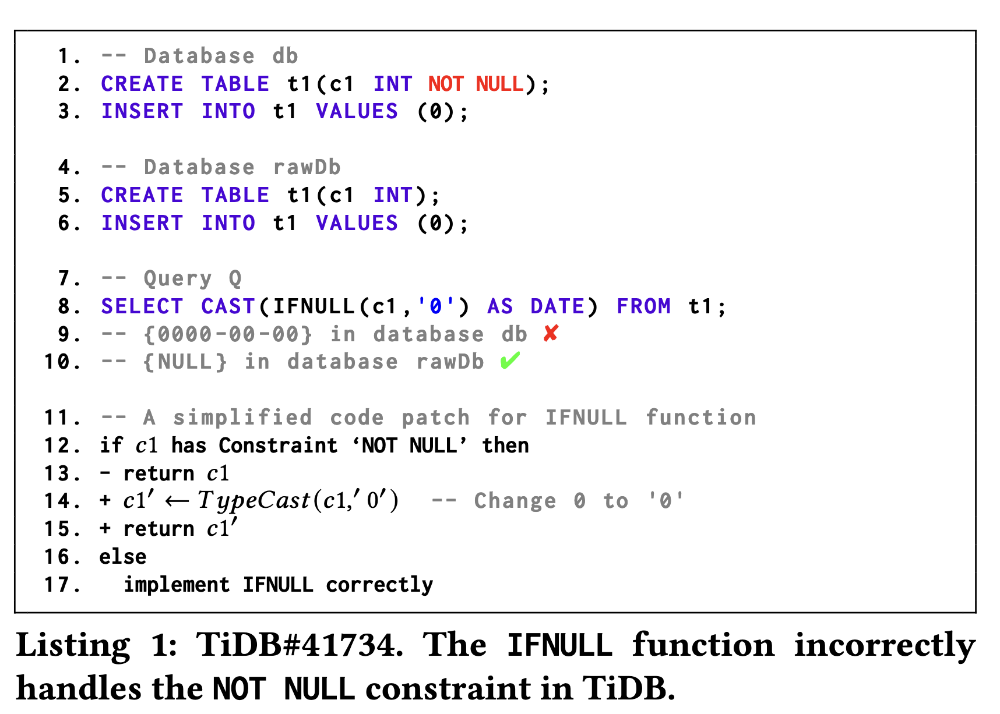 1. -- Database db
2. CREATE TABLE t1(c1 INT NOT NULL);
3. INSERT INTO t1 VALUES (0);
4. -- Database rawDb
5. CREATE TABLE t1(c1 INT);
6. INSERT INTO t1 VALUES (0);
7. -- Query Q
8. SELECT CAST(IFNULL(c1,'0') AS DATE) FROM t1;
9. -- {0000-00-00} in database db ✘
10. -- {NULL} in database rawDb ✔
11. -- A simplified code patch for IFNULL function
12. if c1 has Constraint ‘NOT NULL’ then
13. - return c1
14. + c1′ ← TypeCast(c1,′ 0′) -- Change 0 to '0'
15. + return c1′
16. else
17. implement IFNULL correctly
Listing 1: TiDB#41734. The IFNULL function incorrectly
handles the NOT NULL constraint in TiDB.